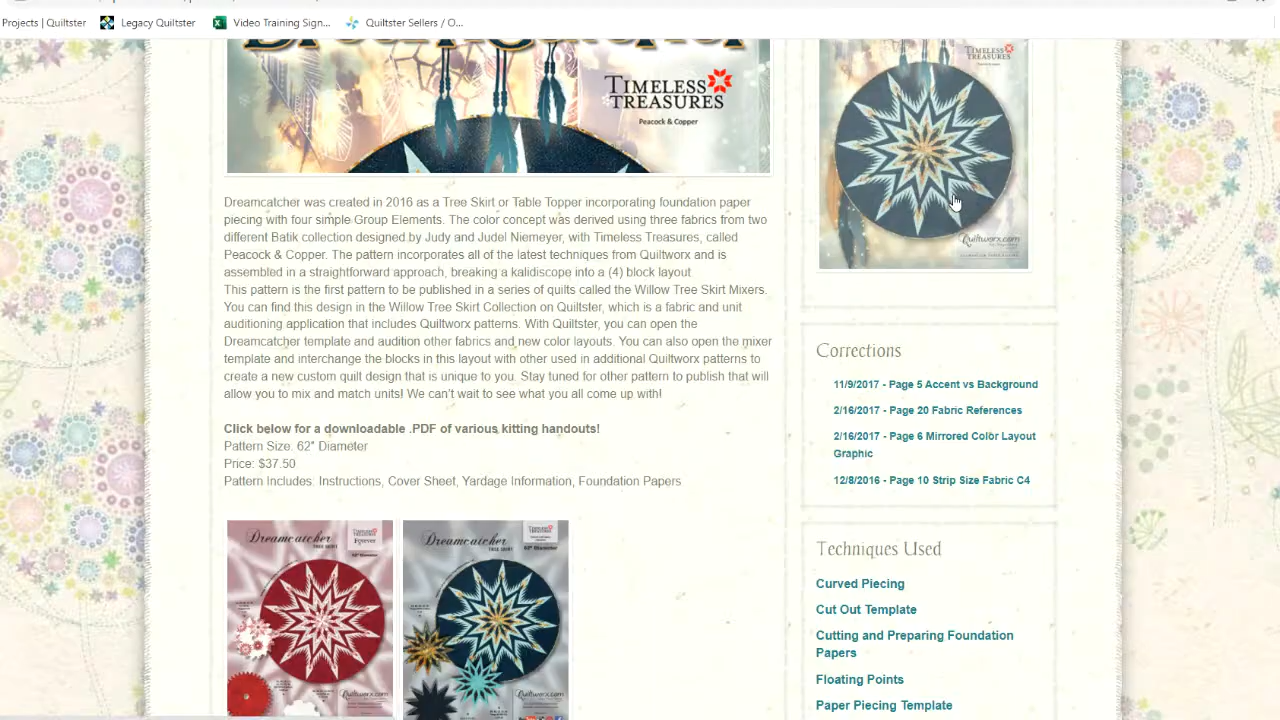 Projects | Quiltster
Legacy Quiltster
Video Training Sign...
Quiltster Sellers / O...
Dreamcatcher
TIMELESS
TREASURES
Peacock & Copper
Dreamcatcher was created in 2016 as a Tree Skirt or Table Topper incorporating foundation paper
piecing with four simple Group Elements. The color concept was derived using three fabrics from two
different Batik collection designed by Judy and Judel Niemeyer, with Timeless Treasures, called
Peacock & Copper. The pattern incorporates all of the latest techniques from Quiltworx and is
assembled in a straightforward approach, breaking a kalidiscope into a (4) block layout
This pattern is the first pattern to be published in a series of quilts called the Willow Tree Skirt Mixers.
You can find this design in the Willow Tree Skirt Collection on Quiltster, which is a fabric and unit
auditioning application that includes Quiltworx patterns. With Quiltster, you can open the
Dreamcatcher template and audition other fabrics and new color layouts. You can also open the mixer
template and interchange the blocks in this layout with other used in additional Quiltworx patterns to
create a new custom quilt design that is unique to you. Stay tuned for other pattern to publish that will
allow you to mix and match units! We can't wait to see what you all come up with!
Click below for a downloadable .PDF of various kitting handouts!
Pattern Size: 62" Diameter
Price: $37.50
Pattern Includes: Instructions, Cover Sheet, Yardage Information, Foundation Papers
Dreamcatcher
TREE SKIRT
TIMELESS
TREASURES
Forever
Quiltworx.com
Dreamcatcher
TREE SKIRT
TIMELESS
TREASURES
Quiltworx.com
TIMELESS
TREASURES
Quiltworx.com
Corrections
11/9/2017 - Page 5 Accent vs Background
2/16/2017 - Page 20 Fabric References
2/16/2017 - Page 6 Mirrored Color Layout
Graphic
12/8/2016 - Page 10 Strip Size Fabric C4
Techniques Used
Curved Piecing
Cut Out Template
Cutting and Preparing Foundation
Papers
Floating Points
Paper Piecing Template